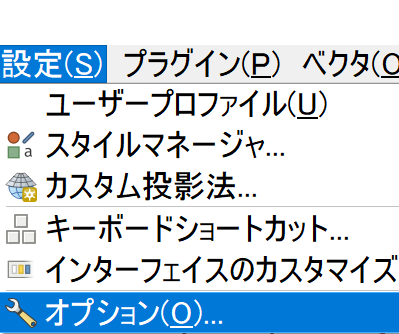 設定(S) プラグイン(P) ベクタ(O
ユーザープロファイル(U)
スタイルマネージャ...
カスタム投影法...
キーボードショートカット...
インターフェイスのカスタマイズ
オプション(O)...